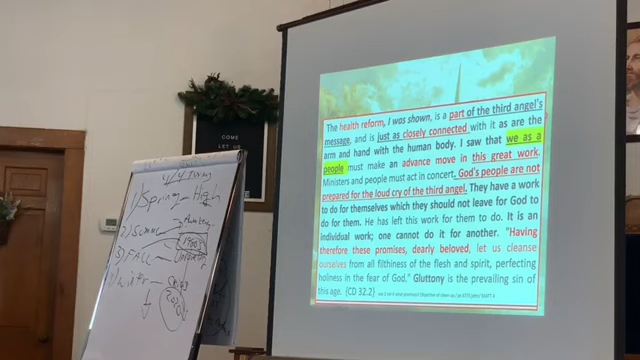 COME
LET US
1) Spring - High
3) FALL -
The health reform, I was shown, is a part of the third angel's
message, and is just as closely connected with it as are the
arm and hand with the human body. I saw that we as a
people must make an advance move in this great work.
Ministers and people must act in concert. God's people are not
prepared for the loud cry of the third angel. They have a work
to do for themselves which they should not leave for God to
do for them. He has left this work for them to do. It is an
individual work; one cannot do it for another. "Having
therefore these promises, dearly beloved, let us cleanse
ourselves from all filthiness of the flesh and spirit, perfecting
holiness in the fear of God." Gluttony is the prevailing sin of
this age. {CD 32.2}